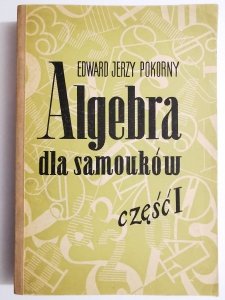 EDWARD JERZY POKORNY
Algebra
dla samouków
część I